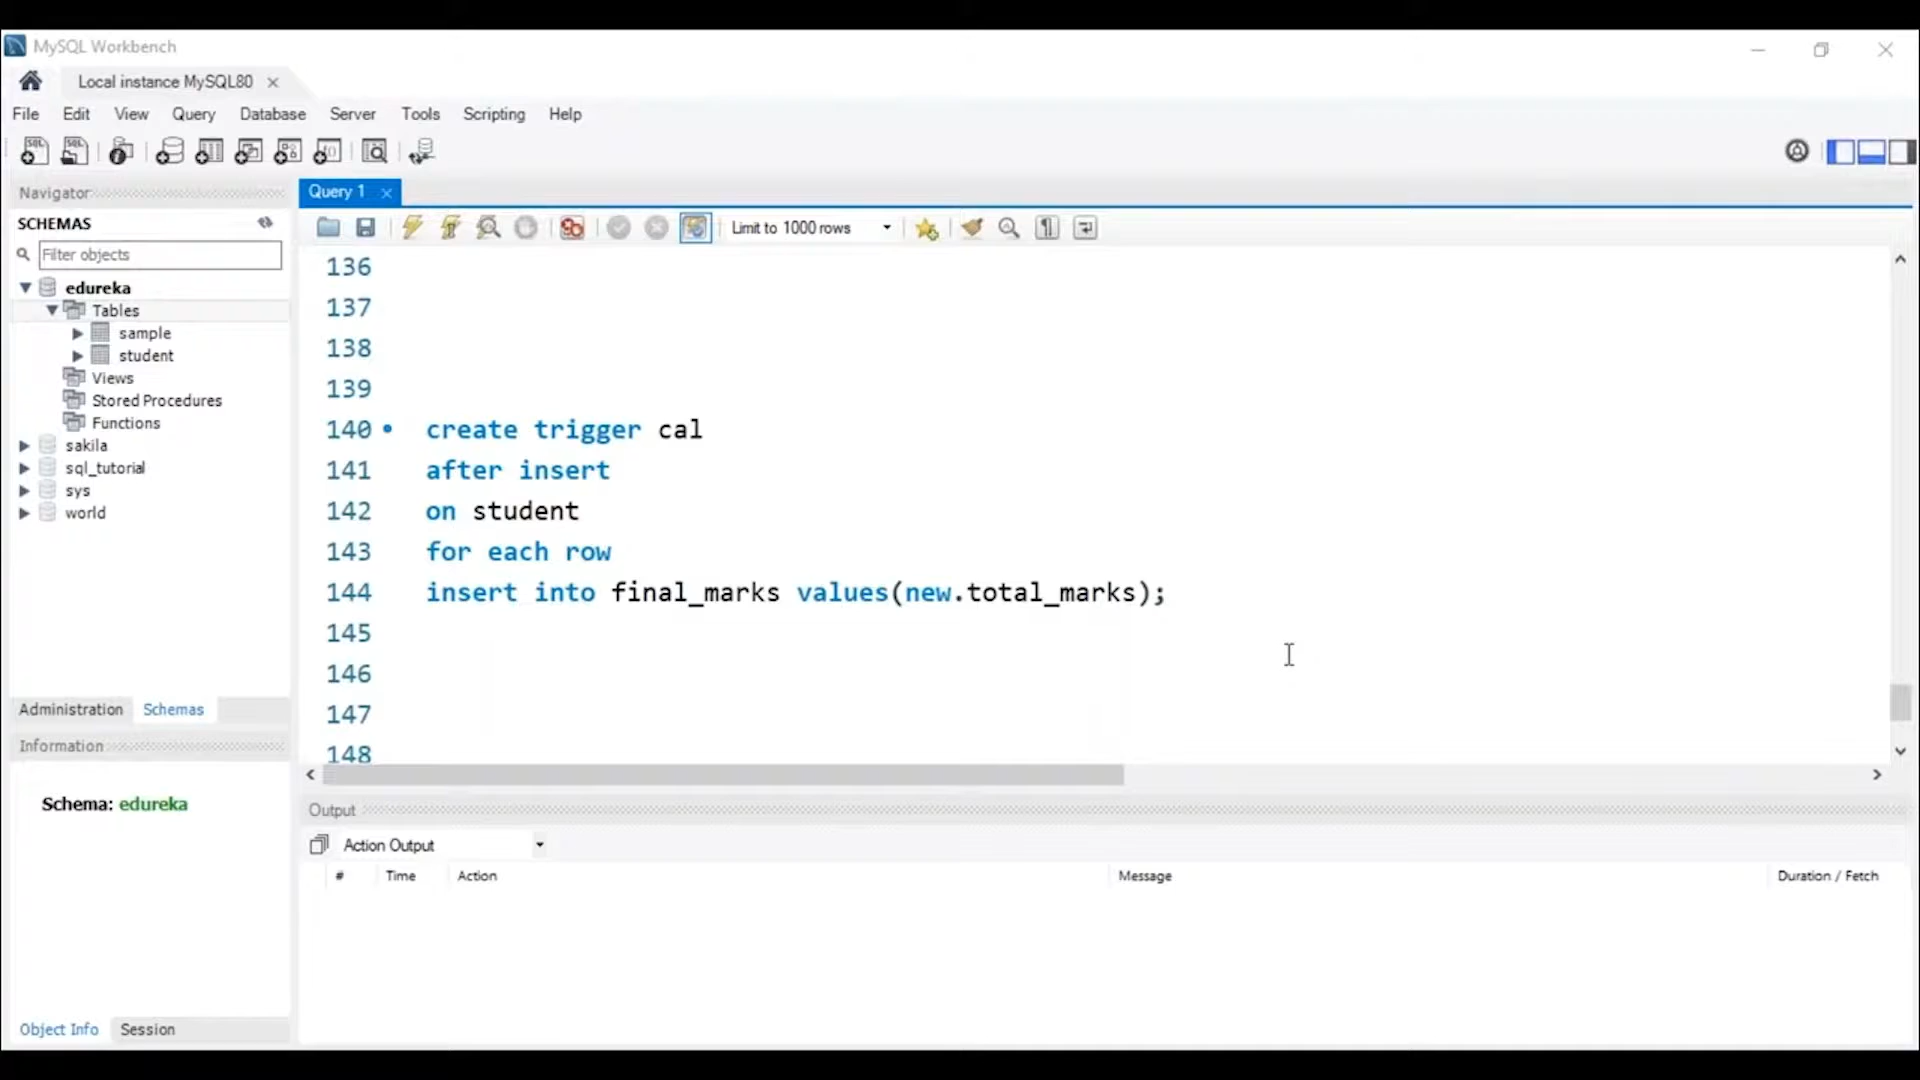 MySQL Workbench
Local instance MySQL80
File Edit View Query Database Server Tools Scripting Help
Navigator
Query 1
SCHEMAS
Limit to 1000 rows
Filter objects
edureka
Tables
sample
student
Views
Stored Procedures
Functions
sakila
sql_tutorial
sys
world
136
137
138
139
140 create trigger cal
141 after insert
142 on student
143 for each row
144 insert into final_marks values(new.total_marks);
145
146
147
148
Administration Schemas
Information
Schema: edureka
Output
Action Output
# Time Action Message Duration / Fetch
Object Info Session